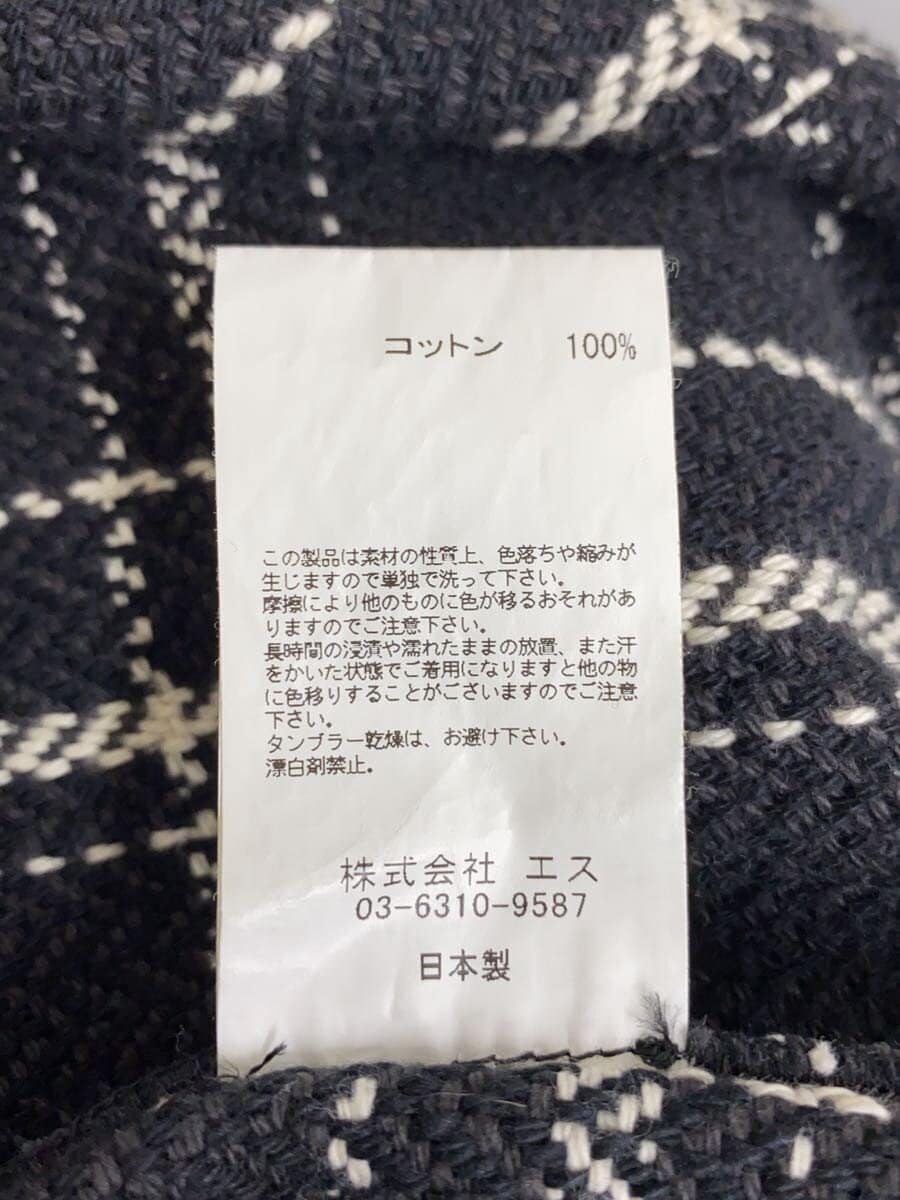 コットン 100%
この製品は素材の性質上、色落ちや縮みが
生じますので単独で洗って下さい。
摩擦により他のものに色が移るおそれがあ
りますのでご注意下さい。
長時間の浸漬や濡れたままの放置、また汗
をかいた状態でご着用になりますと他の物
に色移りすることがございますのでご注意
下さい。
タンブラー乾燥は、お避け下さい。
漂白剤禁止。
株式会社 エス
03-6310-9587
日本製